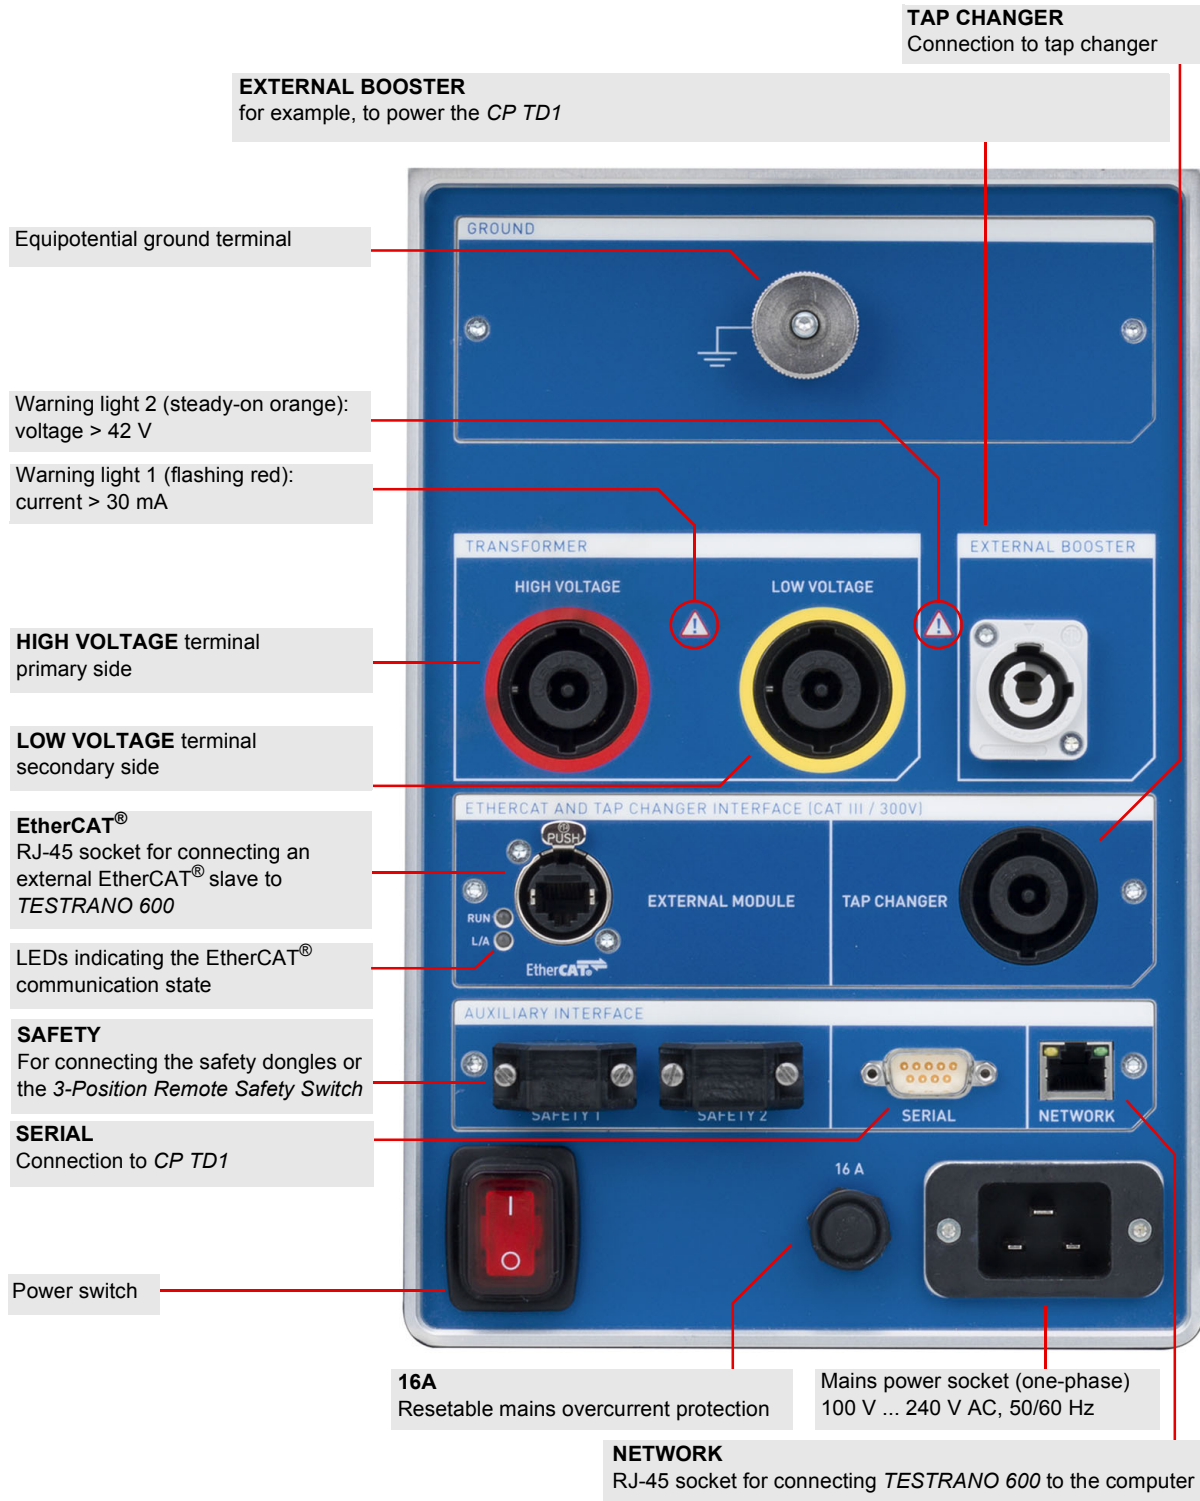 TAP CHANGER
Connection to tap changer
EXTERNAL BOOSTER
for example, to power the CP TD1
Equipotential ground terminal
GROUND
Warning light 2 (steady-on orange):
voltage > 42 V
Warning light 1 (flashing red):
current > 30 mA
TRANSFORMER
EXTERNAL BOOSTER
HIGH VOLTAGE
LOW VOLTAGE
HIGH VOLTAGE terminal
primary side
LOW VOLTAGE terminal
secondary side
ETHERCAT AND TAP CHANGER INTERFACE (CAT III / 300V)
EtherCAT®
RJ-45 socket for connecting an
external EtherCAT® slave to
TESTRANO 600
PUSH
EXTERNAL MODULE
TAP CHANGER
RUN
L/A
EtherCAT®
LEDs indicating the EtherCAT®
communication state
AUXILIARY INTERFACE
SAFETY
For connecting the safety dongles or
the 3-Position Remote Safety Switch
SAFETY 1
SAFETY 2
SERIAL
NETWORK
SERIAL
Connection to CP TD1
16 A
I
O
Power switch
16A
Resetable mains overcurrent protection
Mains power socket (one-phase)
100 V ... 240 V AC, 50/60 Hz
NETWORK
RJ-45 socket for connecting TESTRANO 600 to the computer